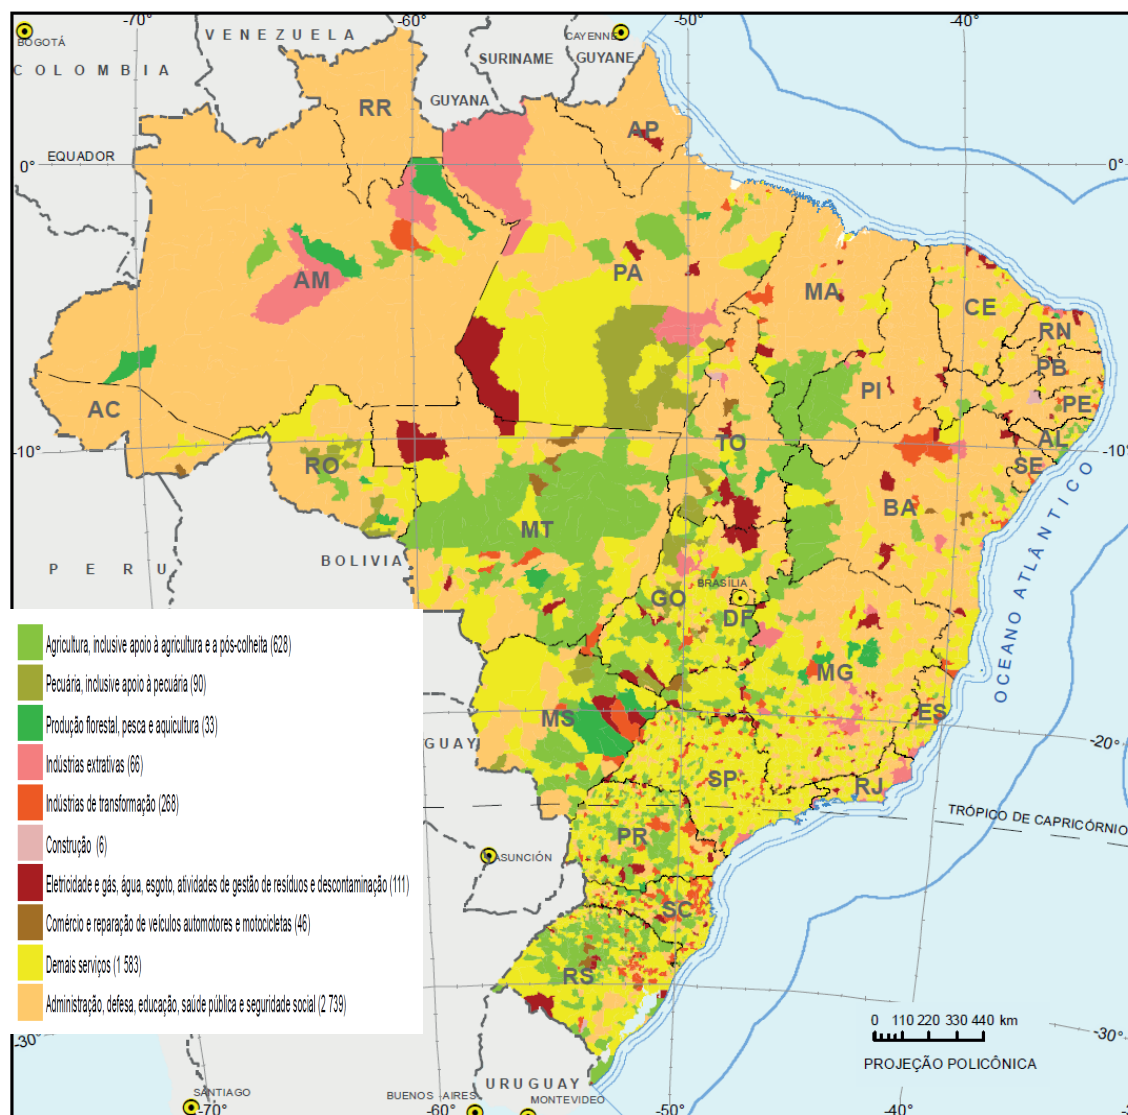 -70°
-60°
-50°
-40°
BOGOTÁ
VENEZUELA
CAYENNE
COLOMBIA
SURINAME
GUYANE
GUYANA
RR
AP
EQUADOR
0°
0°
AM
PA
MA
CE
RN
PB
PI
PE
AC
AL
TO
-10°
RO
SE
-10°
BA
MT
BOLIVIA
PERU
BRASÍLIA
GO
DF
OCEANO ATLÂNTICO
Agricultura, inclusive apoio à agricultura e a pós-colheita (628)
Pecuária, inclusive apoio à pecuária (90)
Produção florestal, pesca e aquicultura (33)
Indústrias extrativas (66)
Indústrias de transformação (268)
Construção (6)
Eletricidade e gás, água, esgoto, atividades de gestão de resíduos e descontaminação (111)
Comércio e reparação de veículos automotores e motocicletas (46)
Demais serviços (1 583)
Administração, defesa, educação, saúde pública e seguridade social (2 739)
MG
MS
ES
GUAY
-20°
SP
RJ
TRÓPICO DE CAPRICÓRNIO
PR
ASUNCIÓN
SC
RS
0 110 220 330 440 km
-30°
-30°
PROJEÇÃO POLICÔNICA
URUGUAY
SANTIAGO
BUENOS -AIRES
MONTEVIDEO
-70°
-60°
-50°
-40°